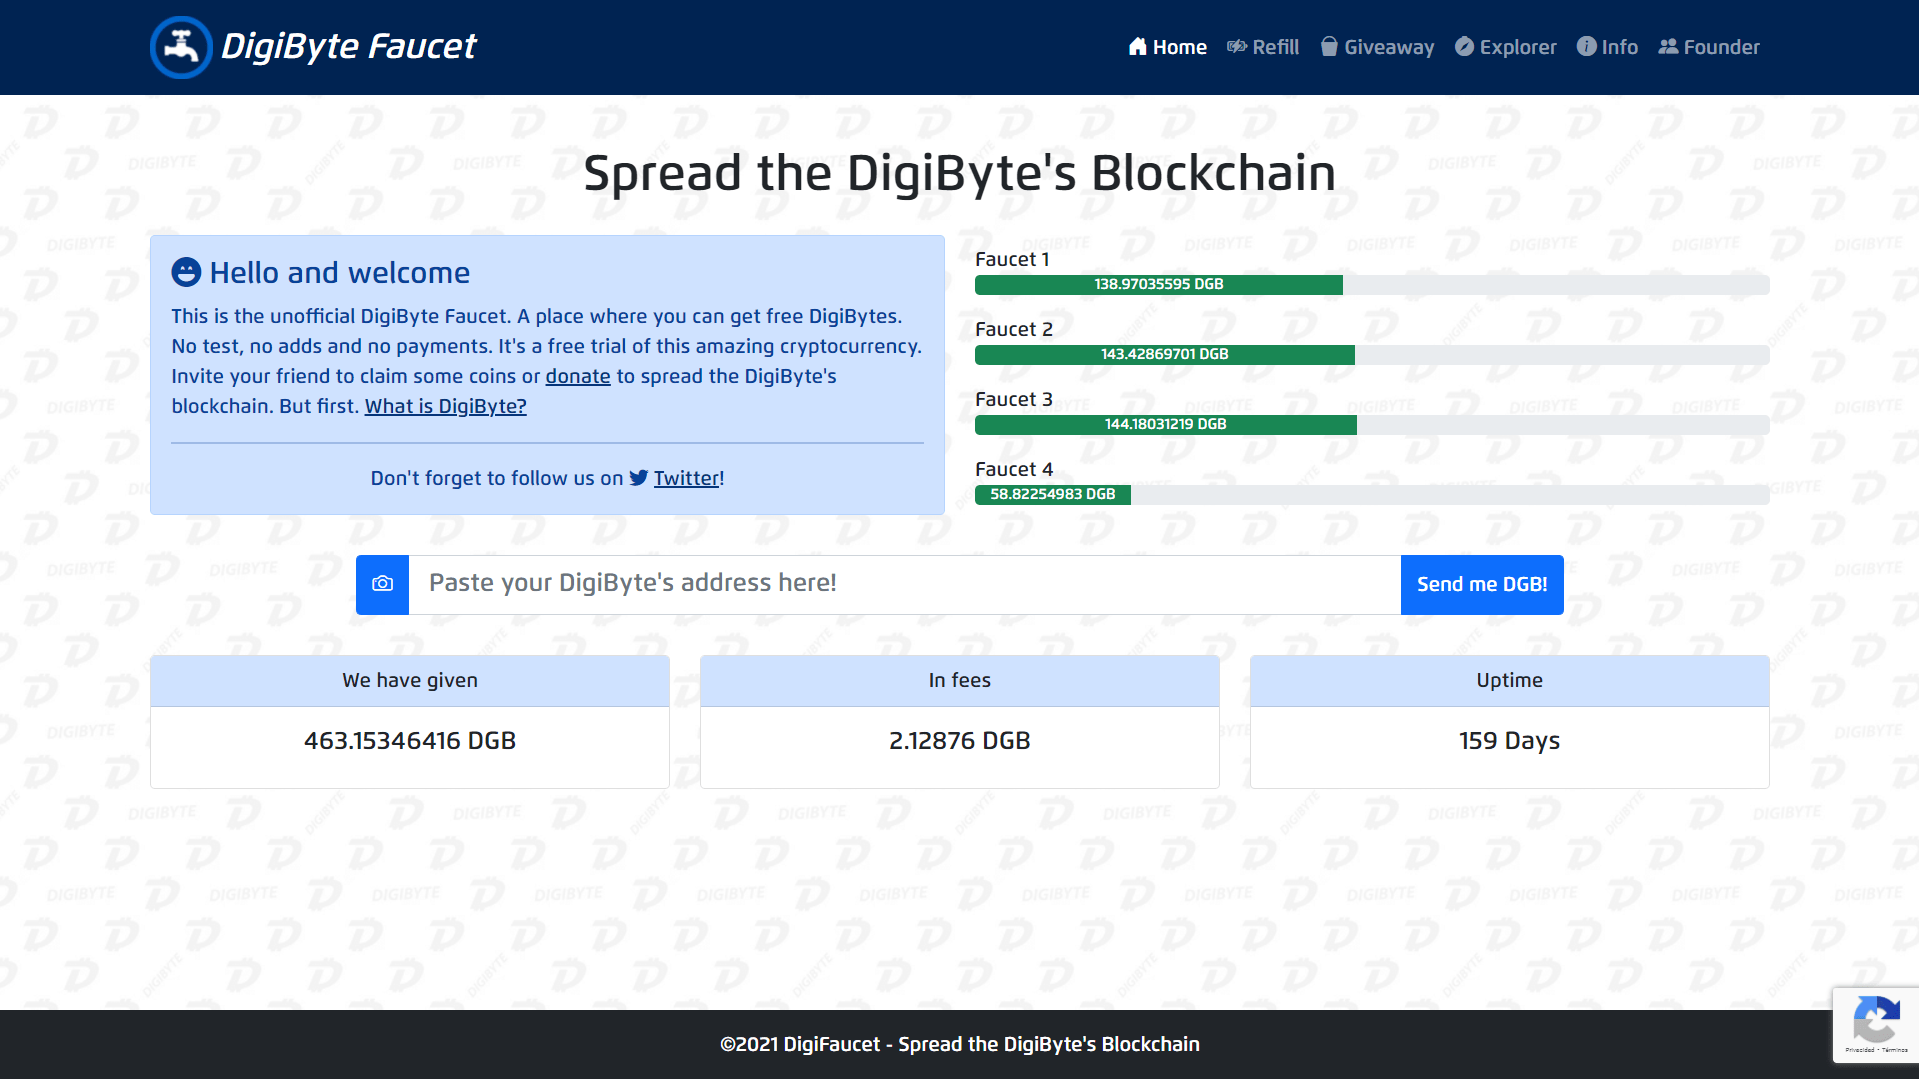 DigiByte Faucet
Home Refill Giveaway Explorer Info Founder
Spread the DigiByte's Blockchain
Hello and welcome
This is the unofficial DigiByte Faucet. A place where you can get free DigiBytes.
No test, no adds and no payments. It's a free trial of this amazing cryptocurrency.
Invite your friend to claim some coins or donate to spread the DigiByte's
blockchain. But first. What is DigiByte?
Don't forget to follow us on Twitter!
Faucet 1
138.97035595 DGB
Faucet 2
143.42869701 DGB
Faucet 3
144.18031219 DGB
Faucet 4
58.82254983 DGB
Paste your DigiByte's address here!
Send me DGB!
We have given
463.15346416 DGB
In fees
2.12876 DGB
Uptime
159 Days
©2021 DigiFaucet - Spread the DigiByte's Blockchain
Privacidad - Términos